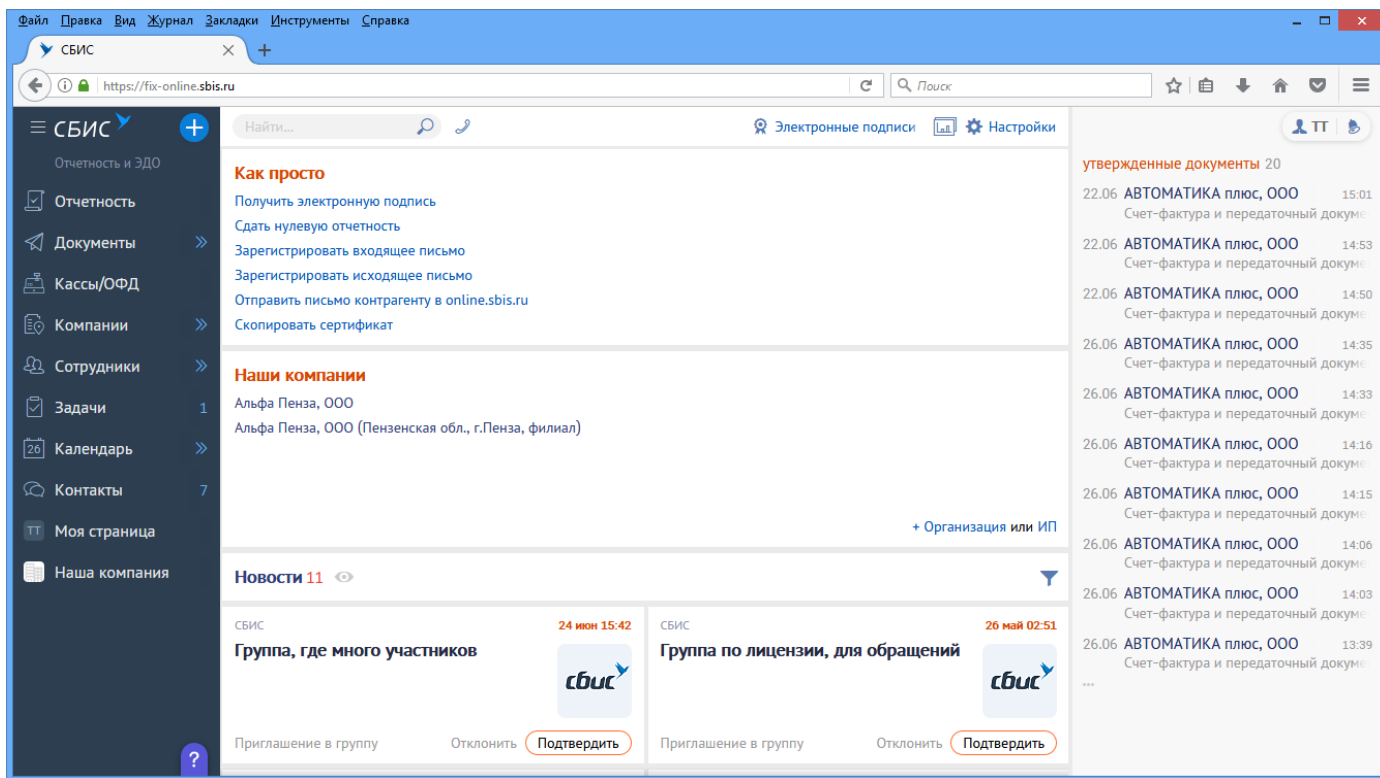 Файл Правка Вид Журнал Закладки Инструменты Справка
СБИС
https://fix-online.sbis.ru
Поиск
СБИС
Отчетность и ЭДО
Отчетность
Документы
Кассы/ОФД
Компании
Сотрудники
Задачи 1
26 Календарь
Контакты 7
ТТ Моя страница
Наша компания
?
Найти...
Электронные подписи Настройки
Как просто
Получить электронную подпись
Сдать нулевую отчетность
Зарегистрировать входящее письмо
Зарегистрировать исходящее письмо
Отправить письмо контрагенту в online.sbis.ru
Скопировать сертификат
Наши компании
Альфа Пенза, ООО
Альфа Пенза, ООО (Пензенская обл., г.Пенза, филиал)
+ Организация или ИП
Новости 11
СБИС 24 июн 15:42
Группа, где много участников
сбис
Приглашение в группу Отклонить Подтвердить
СБИС 26 май 02:51
Группа по лицензии, для обращений
сбис
Приглашение в группу Отклонить Подтвердить
ТТ
утвержденные документы 20
22.06 АВТОМАТИКА плюс, ООО 15:01
Счет-фактура и передаточный докуме
22.06 АВТОМАТИКА плюс, ООО 14:53
Счет-фактура и передаточный докуме
22.06 АВТОМАТИКА плюс, ООО 14:50
Счет-фактура и передаточный докуме
26.06 АВТОМАТИКА плюс, ООО 14:35
Счет-фактура и передаточный докуме
26.06 АВТОМАТИКА плюс, ООО 14:33
Счет-фактура и передаточный докуме
26.06 АВТОМАТИКА плюс, ООО 14:16
Счет-фактура и передаточный докуме
26.06 АВТОМАТИКА плюс, ООО 14:15
Счет-фактура и передаточный докуме
26.06 АВТОМАТИКА плюс, ООО 14:06
Счет-фактура и передаточный докуме
26.06 АВТОМАТИКА плюс, ООО 14:03
Счет-фактура и передаточный докуме
26.06 АВТОМАТИКА плюс, ООО 13:39
Счет-фактура и передаточный докуме
...